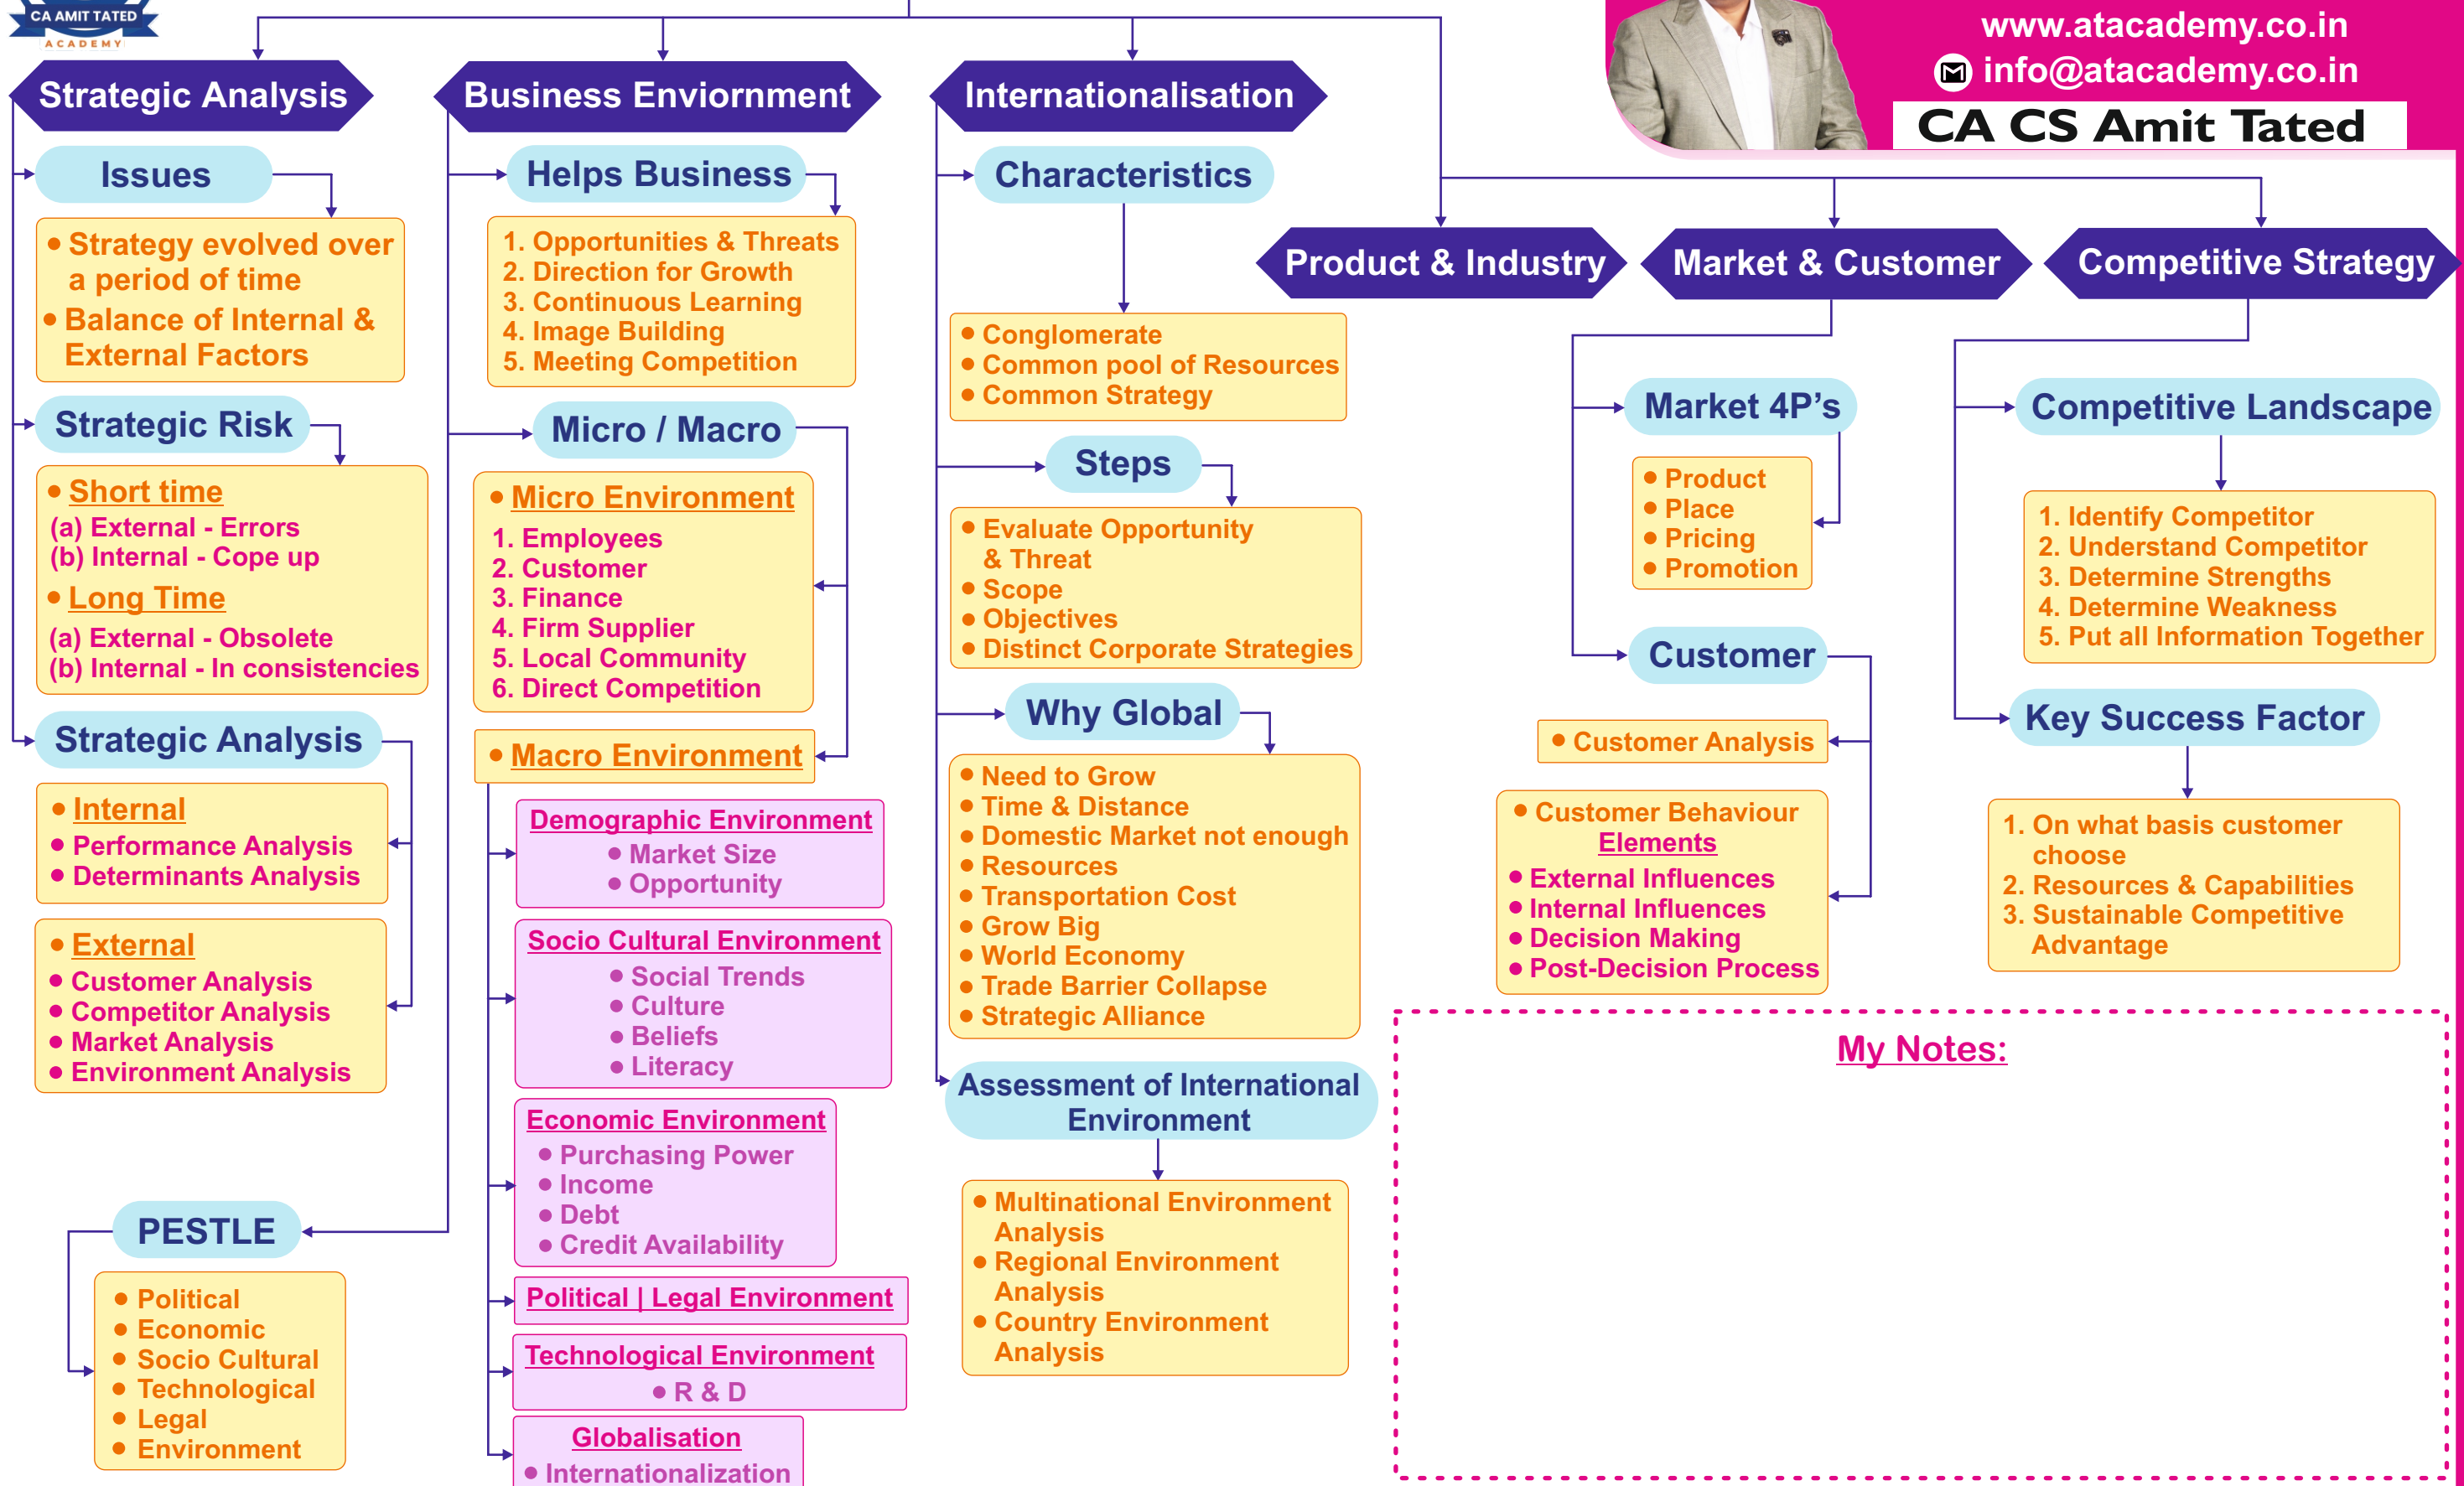 CA AMIT TATED
ACADEMY
www.atacademy.co.in
info@atacademy.co.in
CA CS Amit Tated
Strategic Analysis
Issues
• Strategy evolved over
a period of time
• Balance of Internal &
External Factors
Strategic Risk
• Short time
(a) External - Errors
(b) Internal - Cope up
• Long Time
(a) External - Obsolete
(b) Internal - In consistencies
Strategic Analysis
• Internal
• Performance Analysis
• Determinants Analysis
• External
• Customer Analysis
• Competitor Analysis
• Market Analysis
• Environment Analysis
PESTLE
• Political
• Economic
• Socio Cultural
• Technological
• Legal
• Environment
Business Enviornment
Helps Business
1. Opportunities & Threats
2. Direction for Growth
3. Continuous Learning
4. Image Building
5. Meeting Competition
Micro / Macro
• Micro Environment
1. Employees
2. Customer
3. Finance
4. Firm Supplier
5. Local Community
6. Direct Competition
• Macro Environment
Demographic Environment
• Market Size
• Opportunity
Socio Cultural Environment
• Social Trends
• Culture
• Beliefs
• Literacy
Economic Environment
• Purchasing Power
• Income
• Debt
• Credit Availability
Political | Legal Environment
Technological Environment
• R & D
Globalisation
• Internationalization
Internationalisation
Characteristics
• Conglomerate
• Common pool of Resources
• Common Strategy
Steps
• Evaluate Opportunity
& Threat
• Scope
• Objectives
• Distinct Corporate Strategies
Why Global
• Need to Grow
• Time & Distance
• Domestic Market not enough
• Resources
• Transportation Cost
• Grow Big
• World Economy
• Trade Barrier Collapse
• Strategic Alliance
Assessment of International
Environment
• Multinational Environment
Analysis
• Regional Environment
Analysis
• Country Environment
Analysis
Product & Industry
Market & Customer
Market 4P's
• Product
• Place
• Pricing
• Promotion
Customer
• Customer Analysis
• Customer Behaviour
Elements
• External Influences
• Internal Influences
• Decision Making
• Post-Decision Process
Competitive Strategy
Competitive Landscape
1. Identify Competitor
2. Understand Competitor
3. Determine Strengths
4. Determine Weakness
5. Put all Information Together
Key Success Factor
1. On what basis customer
choose
2. Resources & Capabilities
3. Sustainable Competitive
Advantage
My Notes: